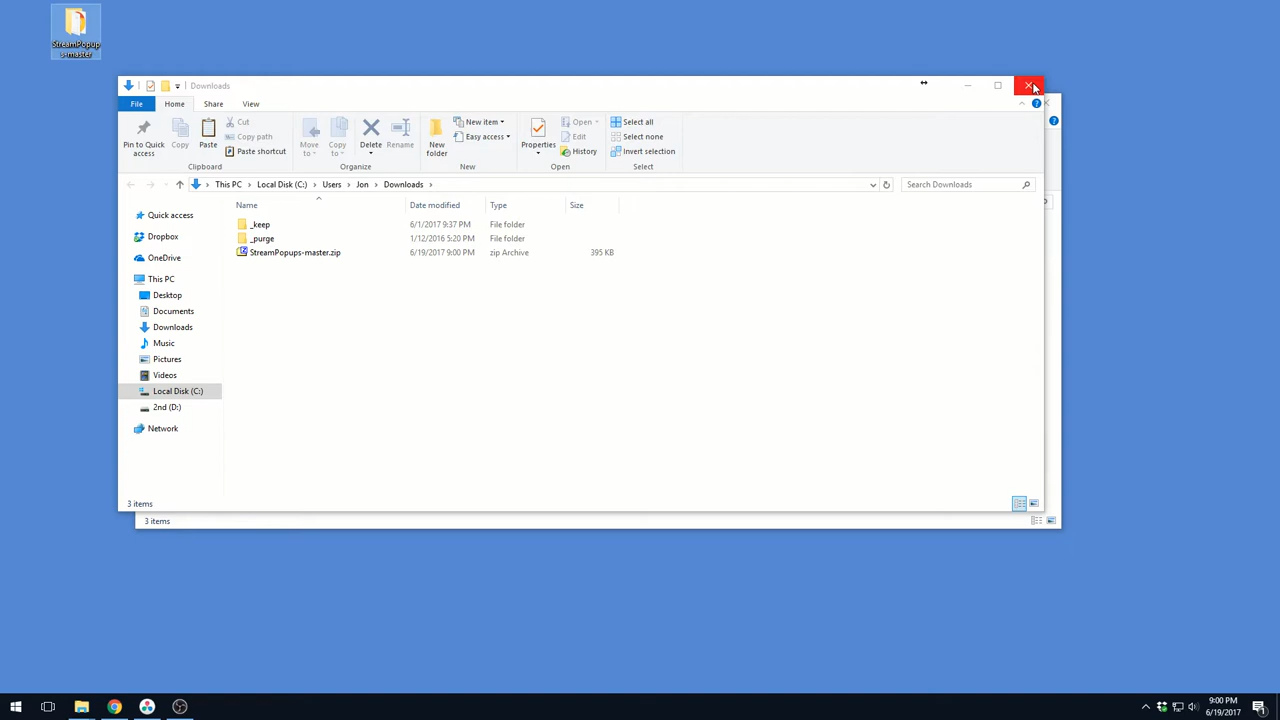 StreamPopup
s-master
Downloads
File Home Share View
Pin to Quick
access
Copy
Paste
Cut
Copy path
Paste shortcut
Clipboard
Move
to
Copy
to
Delete
Rename
Organize
New
folder
New item
Easy access
New
Properties
Open
Edit
History
Open
Select all
Select none
Invert selection
Select
This PC Local Disk (C:) Users Jon Downloads
Search Downloads
Name Date modified Type Size
_keep 6/1/2017 9:37 PM File folder
_purge 1/12/2016 5:20 PM File folder
StreamPopups-master.zip 6/19/2017 9:00 PM zip Archive 395 KB
Quick access
Dropbox
OneDrive
This PC
Desktop
Documents
Downloads
Music
Pictures
Videos
Local Disk (C:)
2nd (D:)
Network
3 items
3 items
9:00 PM
6/19/2017